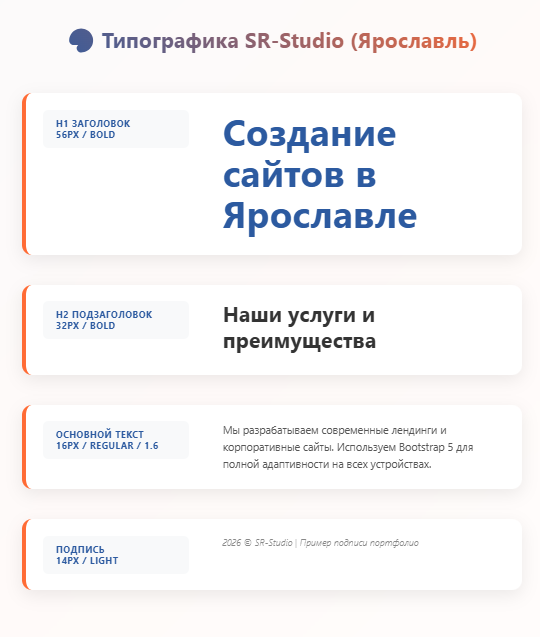 Типографика SR-Studio (Ярославль)
H1 ЗАГОЛОВОК
56PX / BOLD
Создание
сайтов в
Ярославле
H2 ПОДЗАГОЛОВОК
32PX / BOLD
Наши услуги и
преимущества
ОСНОВНОЙ ТЕКСТ
16PX / REGULAR / 1.6
Мы разрабатываем современные лендинги и
корпоративные сайты. Используем Bootstrap 5 для
полной адаптивности на всех устройствах.
ПОДПИСЬ
14PX / LIGHT
2026 © SR-Studio | Пример подписи портфолио